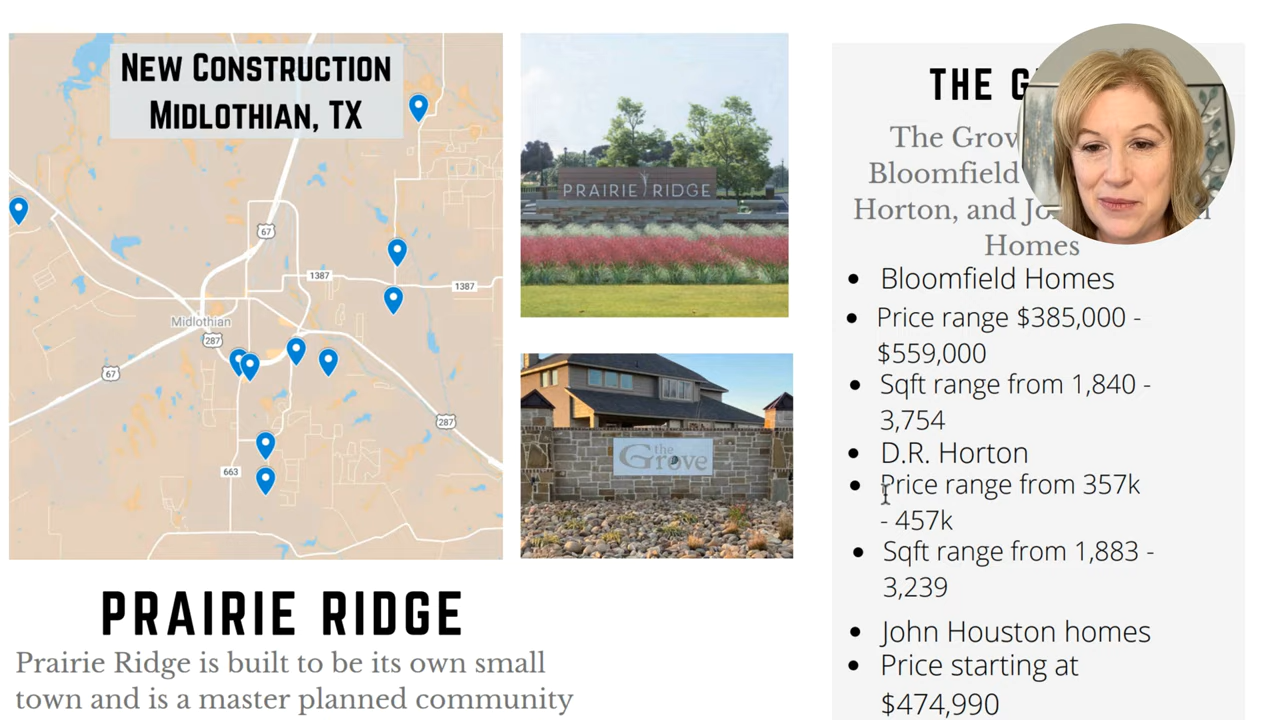 NEW CONSTRUCTION
MIDLOTHIAN, TX
67
1387
1387
Midlothian
287
67
287
663
PRAIRIE RIDGE
the
Grove
PRAIRIE RIDGE
Prairie Ridge is built to be its own small
town and is a master planned community
THE
The
Bloomfield
Horton, and
Homes
Bloomfield Homes
Price range $385,000 -
$559,000
Sqft range from 1,840 -
3,754
D.R. Horton
Price range from 357k
- 457k
Sqft range from 1,883 -
3,239
John Houston homes
Price starting at
$474,990